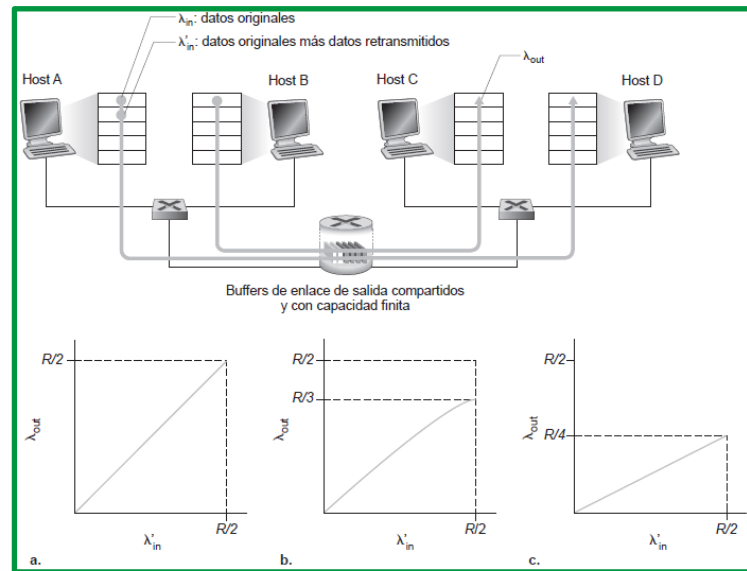 λin: datos originales
λ'in: datos originales más datos retransmitidos
λout
Host A
Host B
Host C
Host D
Buffers de enlace de salida compartidos
y con capacidad finita
R/2
λout
R/2
λ'in
a.
R/2
R/3
λout
R/2
λ'in
b.
R/2
R/4
λout
R/2
λ'in
c.